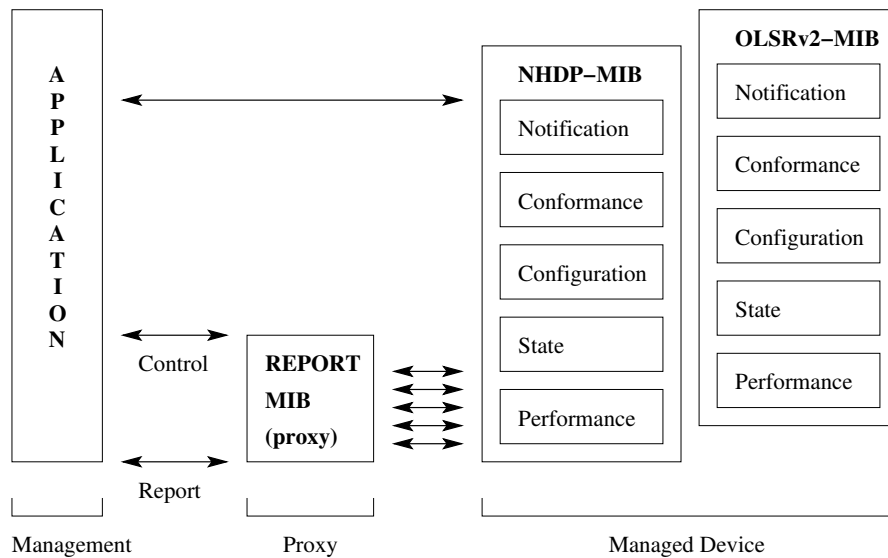 APPLICATION
Control
Report
REPORT
MIB
(proxy)
NHDP−MIB
Notification
Conformance
Configuration
State
Performance
OLSRv2−MIB
Notification
Conformance
Configuration
State
Performance
Management
Proxy
Managed Device